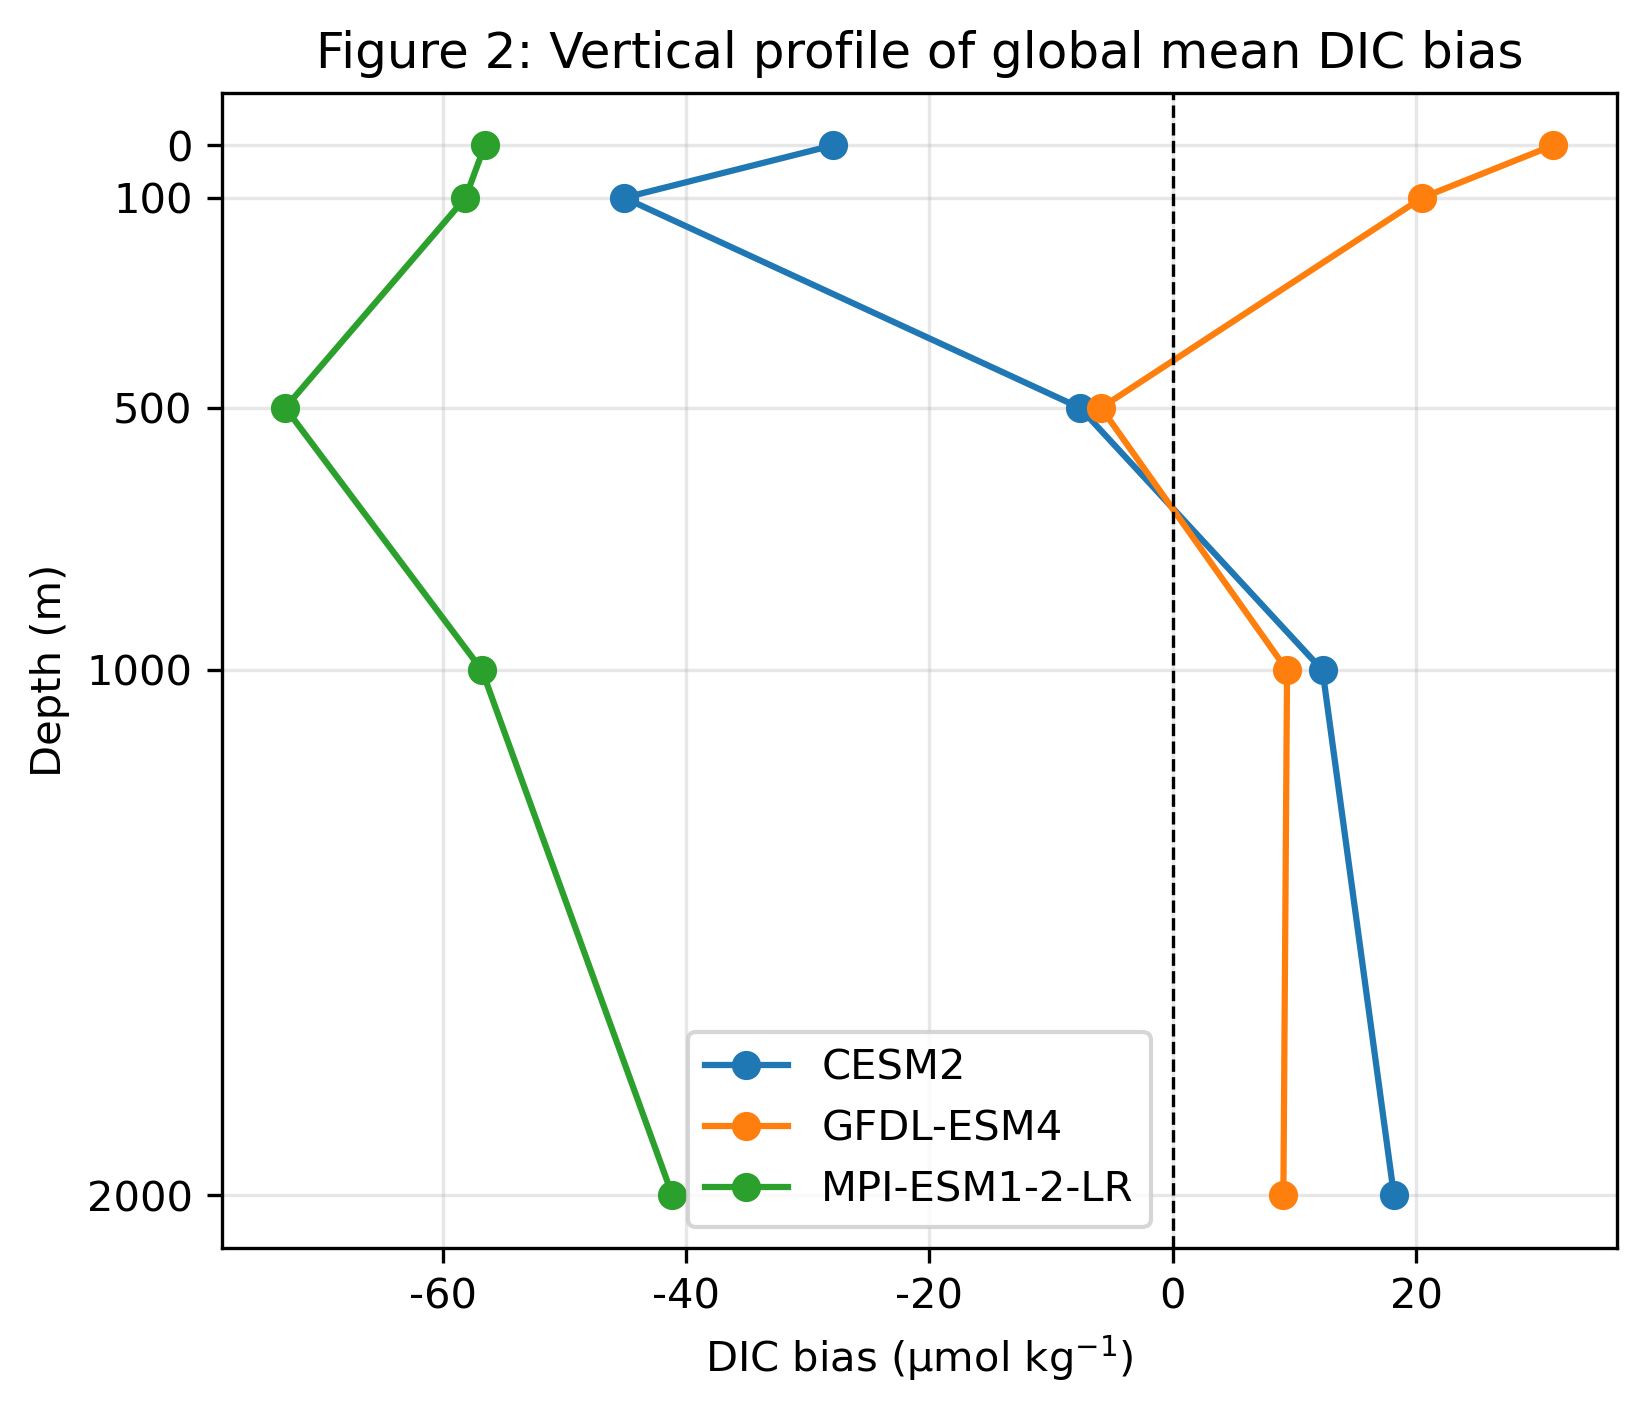 Figure 2: Vertical profile of global mean DIC bias
0
100
500
1000
2000
Depth (m)
CESM2
GFDL-ESM4
MPI-ESM1-2-LR
-60 -40 -20 0 20
DIC bias (μmol kg⁻¹)